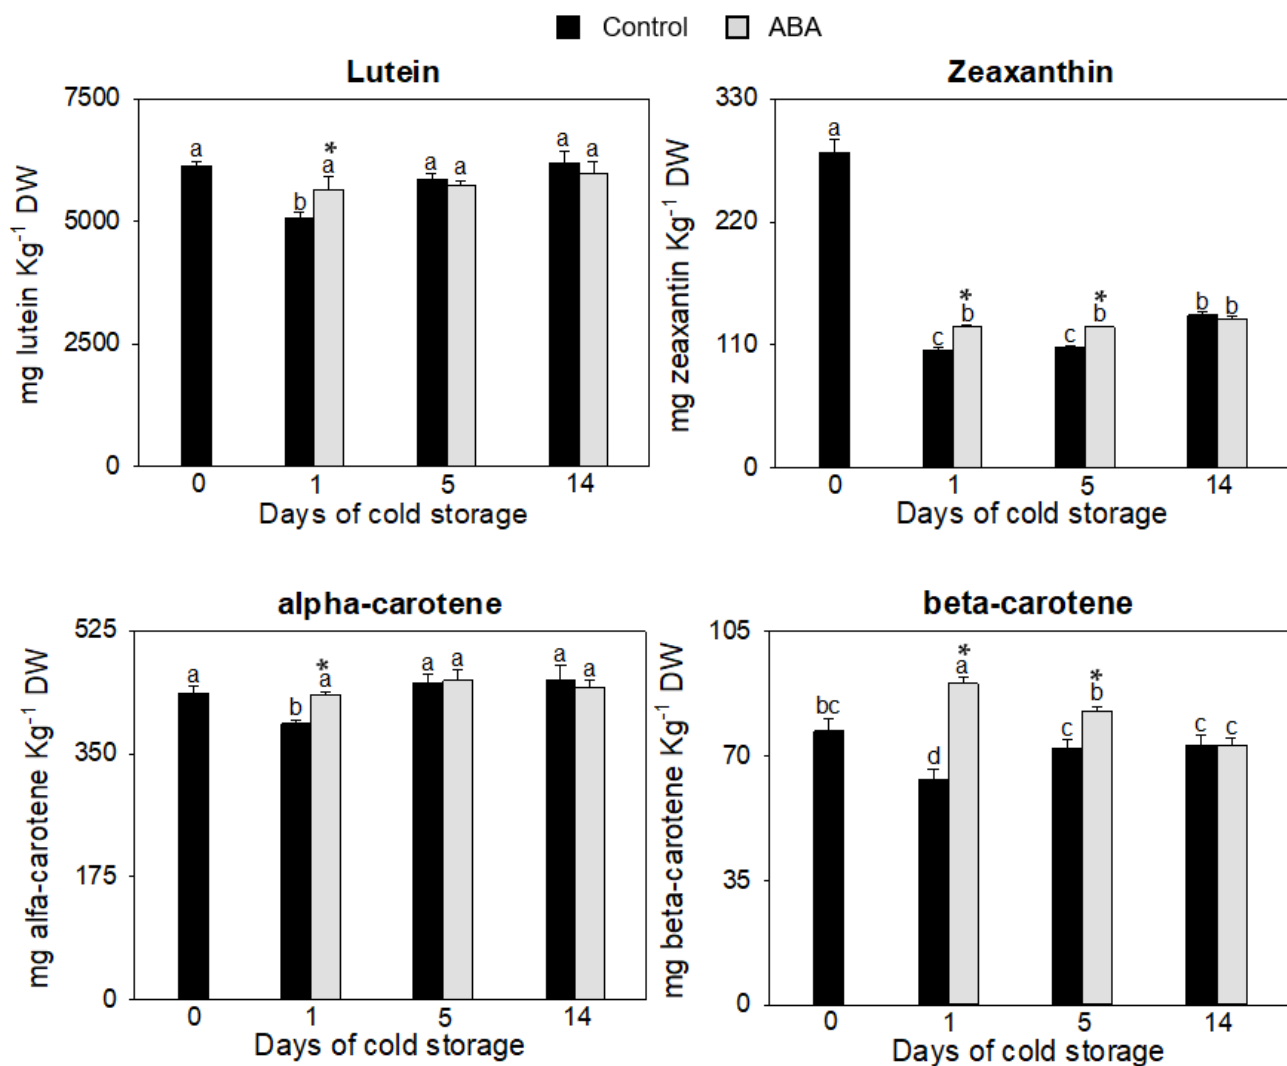 Control ABA
Lutein
mg lutein Kg⁻¹ DW
7500
5000
2500
0
a
b
a
*
a
a
a
a
0 1 5 14
Days of cold storage
Zeaxanthin
mg zeaxantin Kg⁻¹ DW
330
220
110
0
a
c
b
*
c
b
*
b
b
0 1 5 14
Days of cold storage
alpha-carotene
mg alfa-carotene Kg⁻¹ DW
525
350
175
0
a
b
a
*
a
a
a
a
0 1 5 14
Days of cold storage
beta-carotene
mg beta-carotene Kg⁻¹ DW
105
70
35
0
bc
d
a
*
c
b
*
c
c
0 1 5 14
Days of cold storage